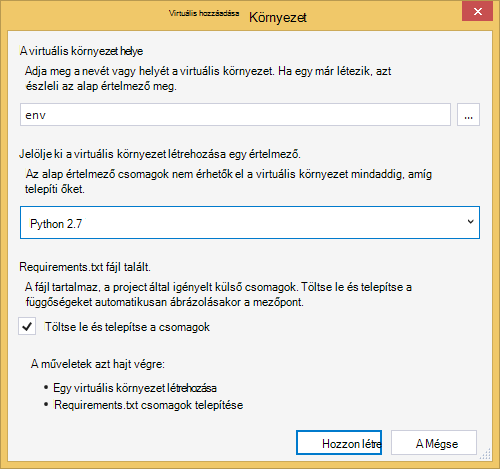 Virtuális hozzáadása Környezet
A virtuális környezet helye
Adja meg a nevét vagy helyét a virtuális környezet. Ha egy már létezik, azt
észleli az alap értelmező meg.
env
...
Jelölje ki a virtuális környezet létrehozása egy értelmező.
Az alap értelmező csomagok nem érhetők el a virtuális környezet mindaddig, amíg
telepíti őket.
Python 2.7
Requirements.txt fájl talált.
A fájl tartalmaz, a project által igényelt külső csomagok. Töltse le és telepítse a
függőségeket automatikusan ábrázolásakor a mezőpont.
Töltse le és telepítse a csomagok
A műveletek azt hajt végre:
• Egy virtuális környezet létrehozása
• Requirements.txt csomagok telepítése
Hozzon létre A Mégse